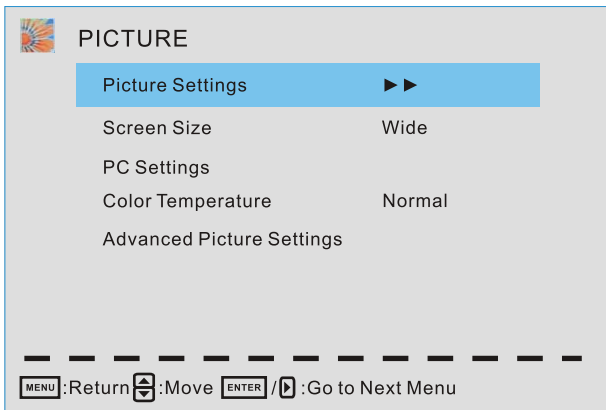 PICTURE
Picture Settings ►►
Screen Size Wide
PC Settings
Color Temperature Normal
Advanced Picture Settings
MENU:Return :Move ENTER/ :Go to Next Menu